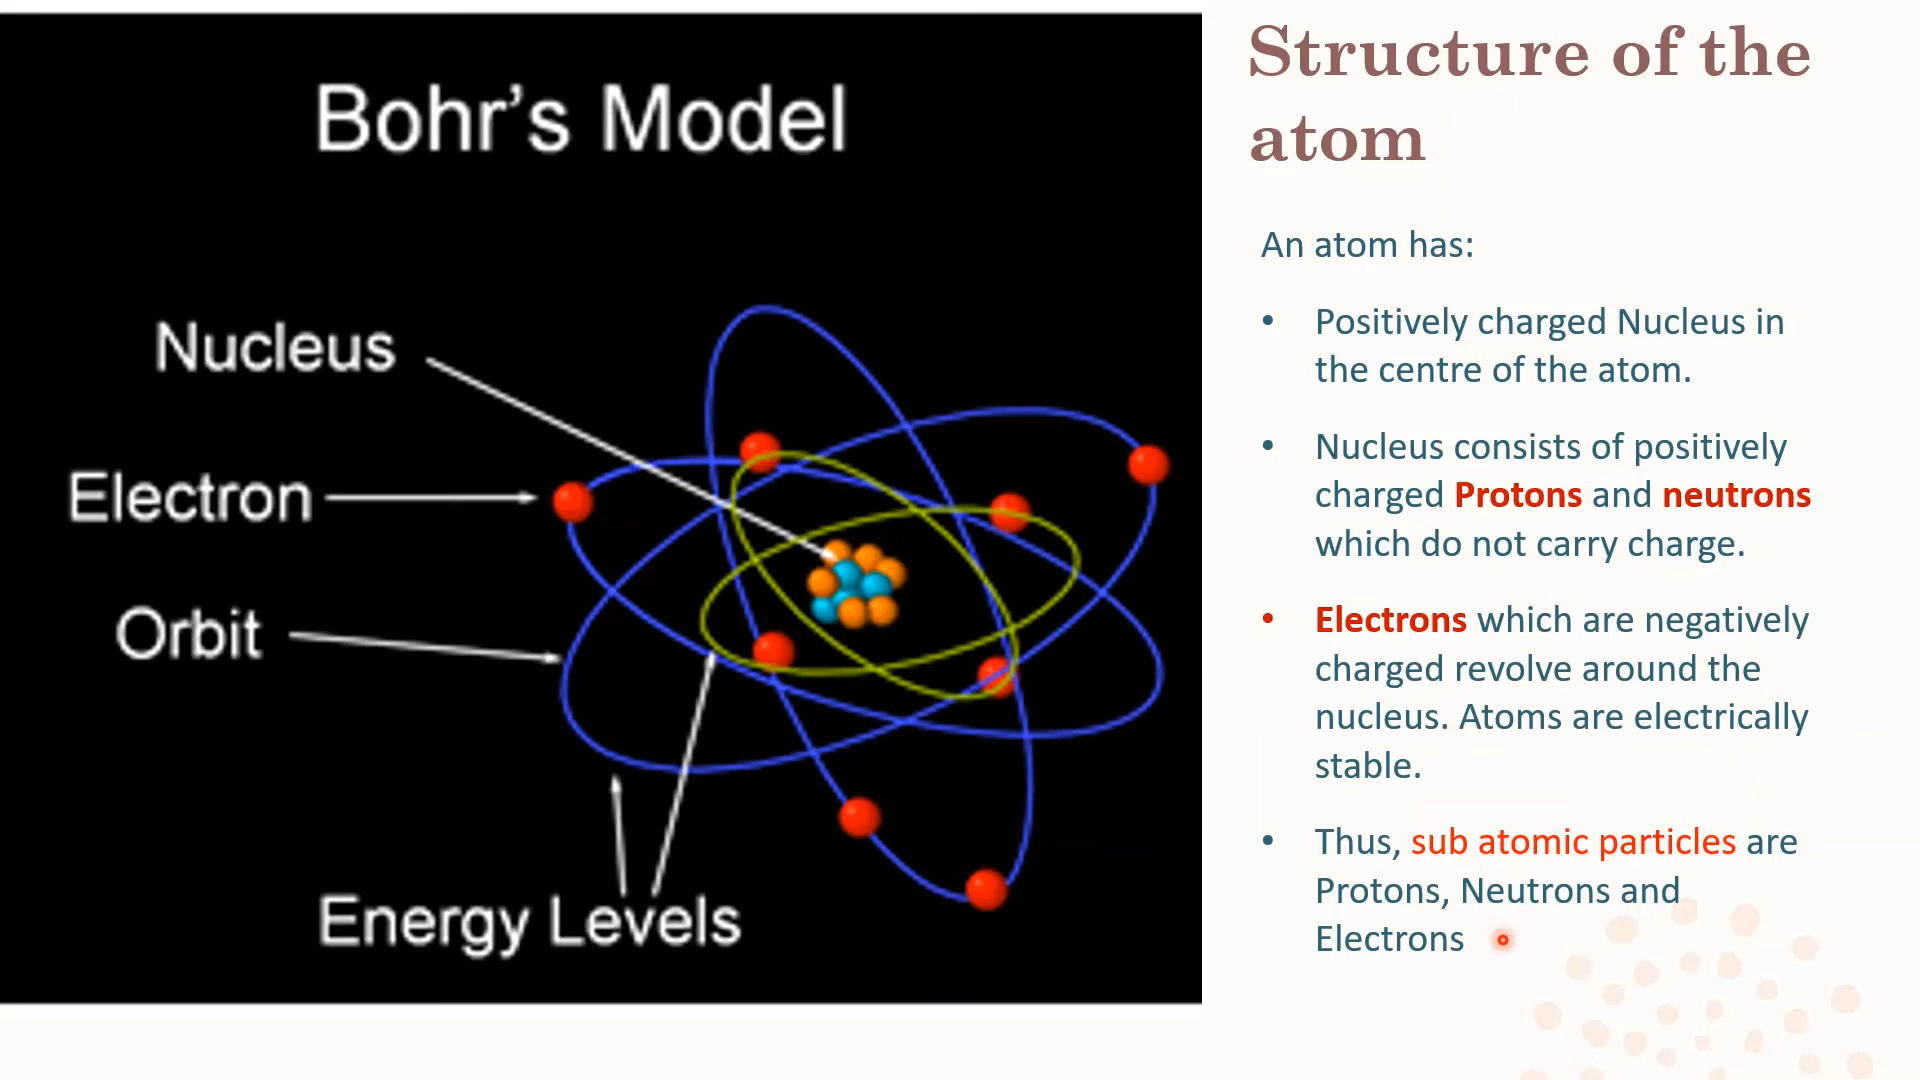 Bohr's Model
Nucleus
Electron
Orbit
Energy Levels
Structure of the
atom
An atom has:
• Positively charged Nucleus in
the centre of the atom.
• Nucleus consists of positively
charged Protons and neutrons
which do not carry charge.
• Electrons which are negatively
charged revolve around the
nucleus. Atoms are electrically
stable.
• Thus, sub atomic particles are
Protons, Neutrons and
Electrons